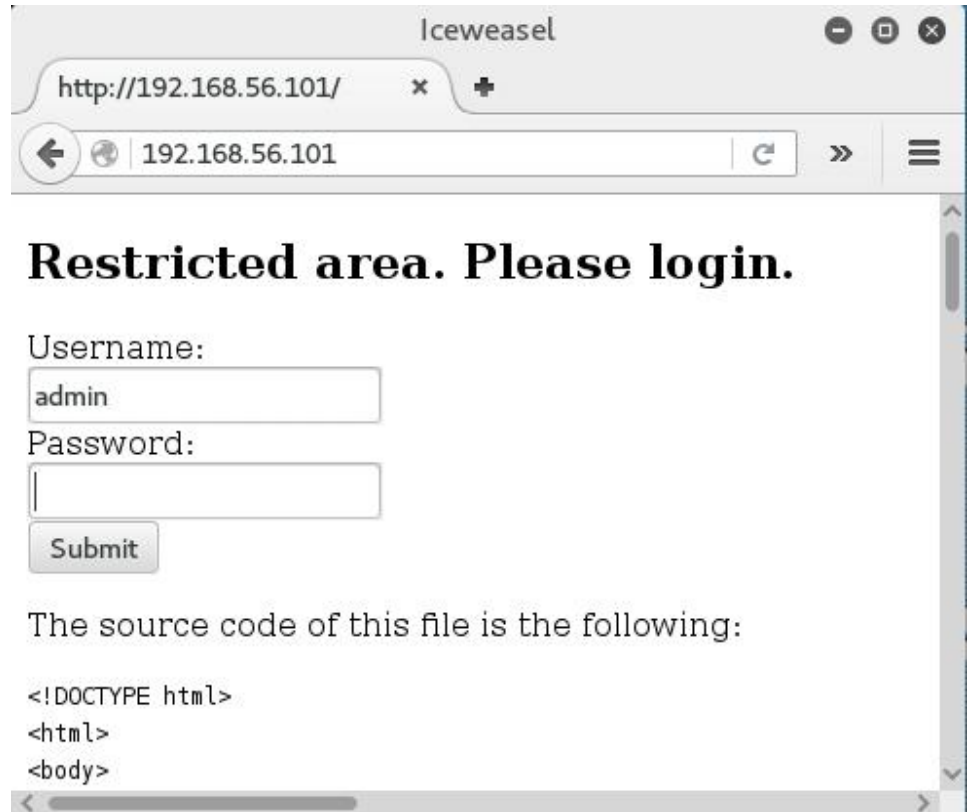 Iceweasel
http://192.168.56.101/
192.168.56.101
Restricted area. Please login.
Username:
admin
Password:
Submit
The source code of this file is the following:
<!DOCTYPE html>
<html>
<body>